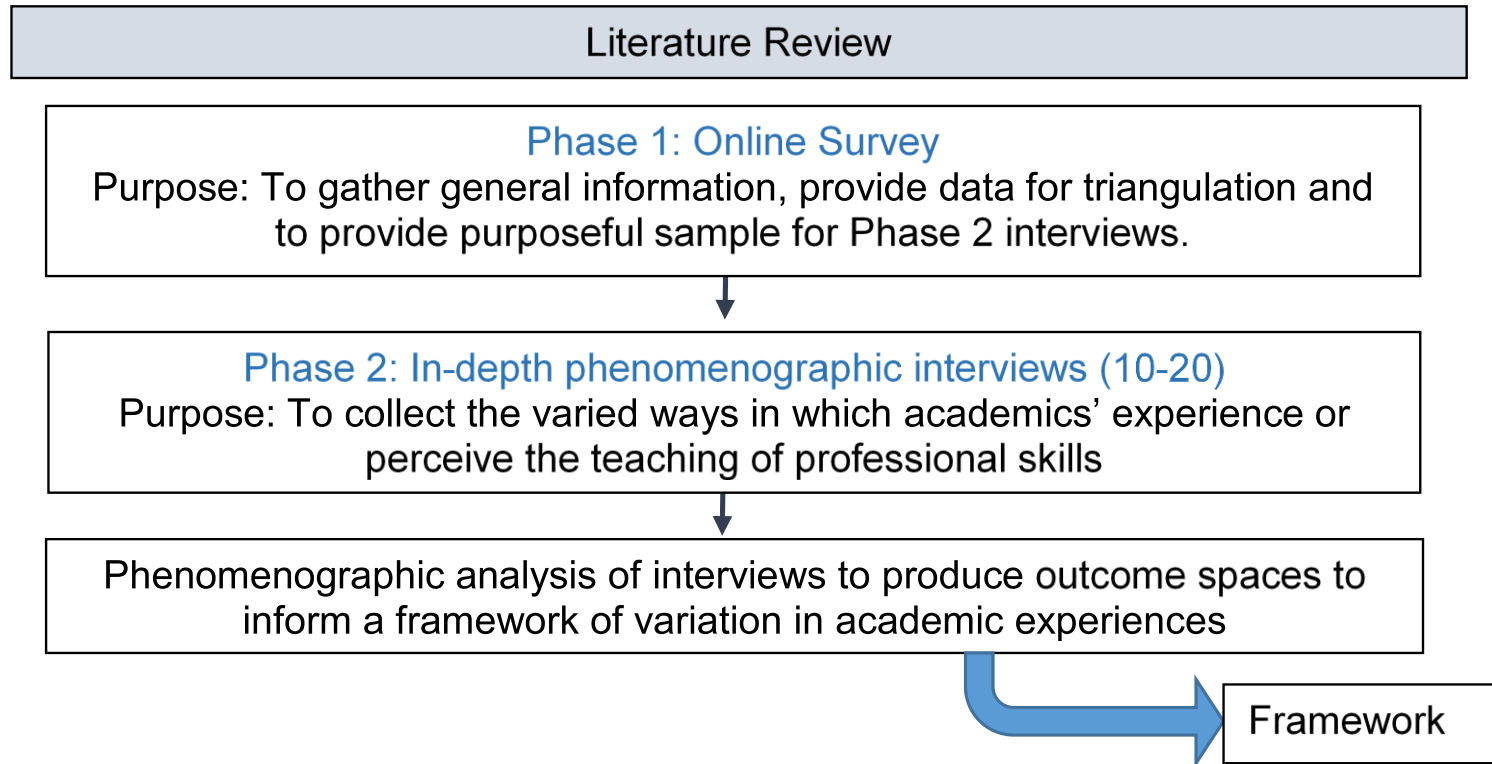 Literature Review
Phase 1: Online Survey
Purpose: To gather general information, provide data for triangulation and
to provide purposeful sample for Phase 2 interviews.
Phase 2: In-depth phenomenographic interviews (10-20)
Purpose: To collect the varied ways in which academics’ experience or
perceive the teaching of professional skills
Phenomenographic analysis of interviews to produce outcome spaces to
inform a framework of variation in academic experiences
Framework